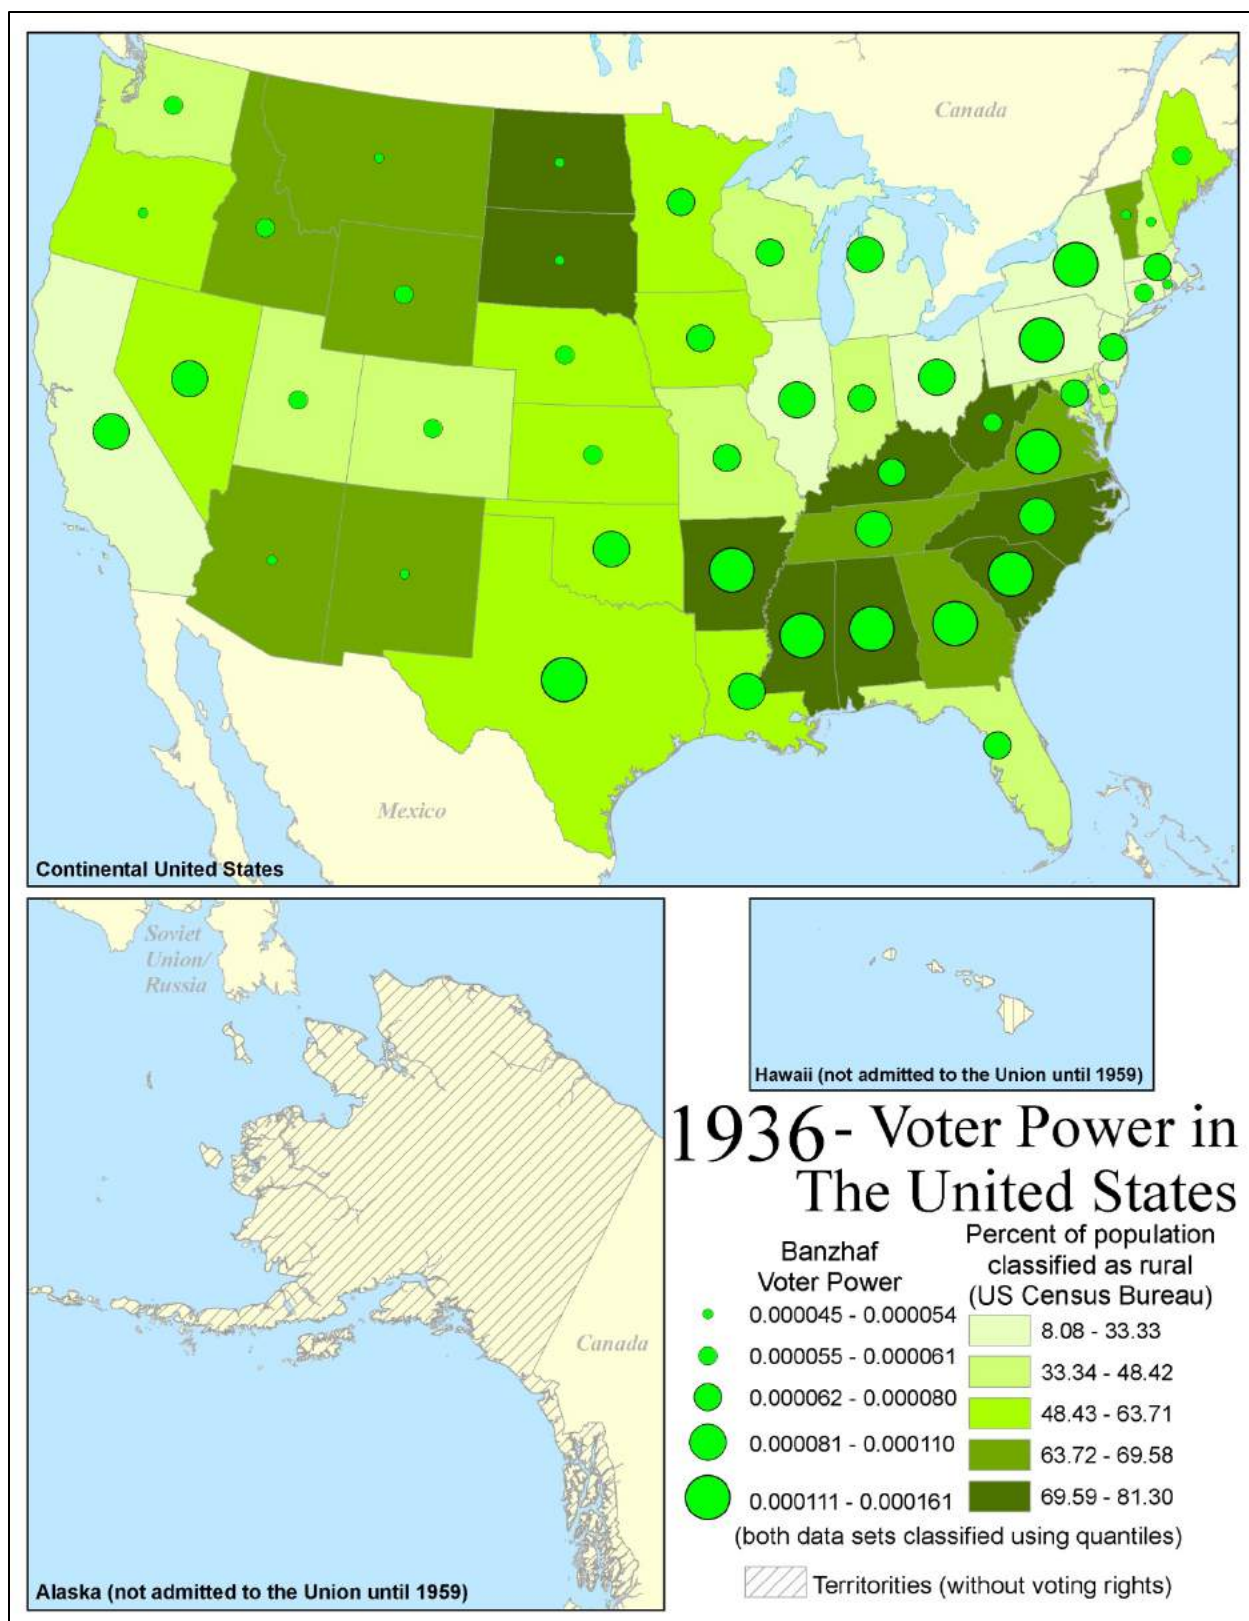 Canada
Mexico
Continental United States
Soviet
Union/
Russia
Canada
Alaska (not admitted to the Union until 1959)
Hawaii (not admitted to the Union until 1959)
1936 - Voter Power in
The United States
Banzhaf
Voter Power
0.000045 - 0.000054
0.000055 - 0.000061
0.000062 - 0.000080
0.000081 - 0.000110
0.000111 - 0.000161
Percent of population
classified as rural
(US Census Bureau)
8.08 - 33.33
33.34 - 48.42
48.43 - 63.71
63.72 - 69.58
69.59 - 81.30
(both data sets classified using quantiles)
Territorities (without voting rights)